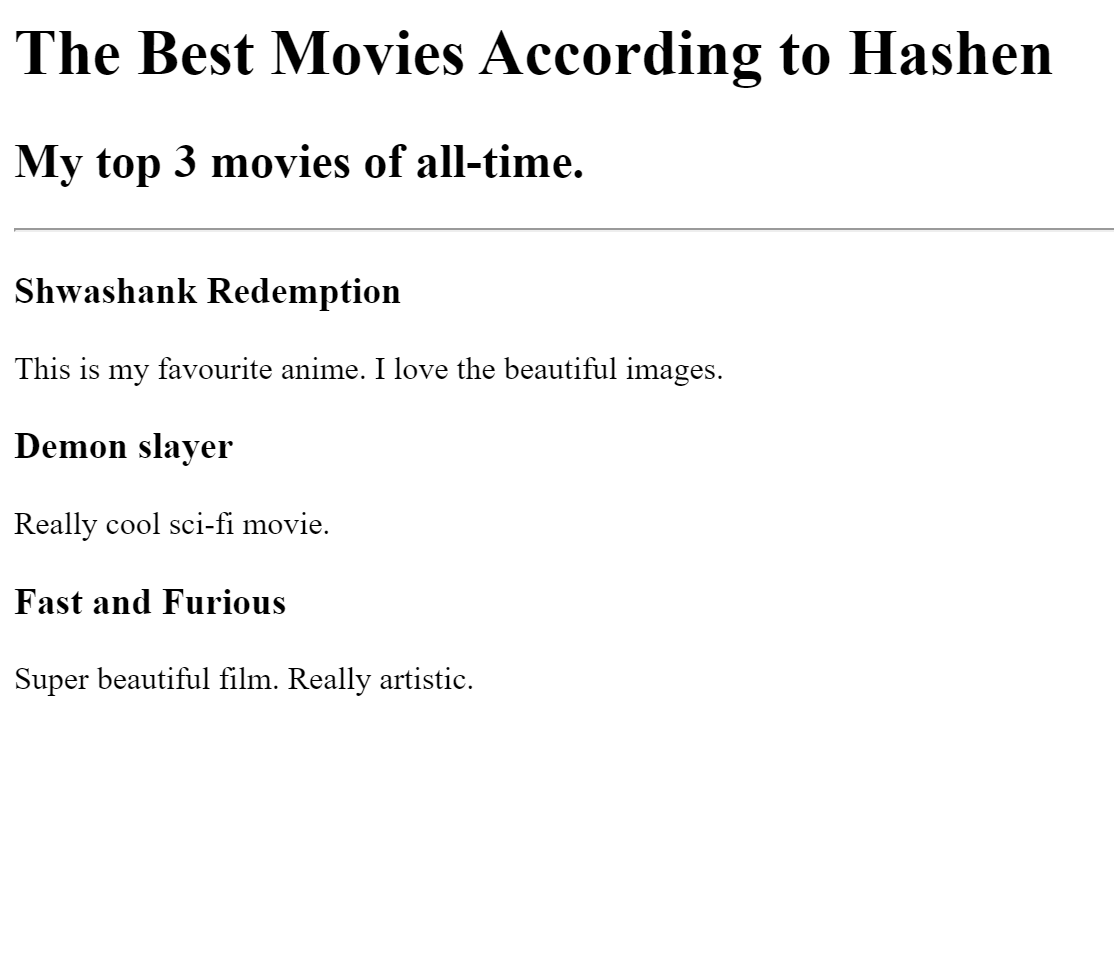 The Best Movies According to Hashen
My top 3 movies of all-time.
Shwashank Redemption
This is my favourite anime. I love the beautiful images.
Demon slayer
Really cool sci-fi movie.
Fast and Furious
Super beautiful film. Really artistic.